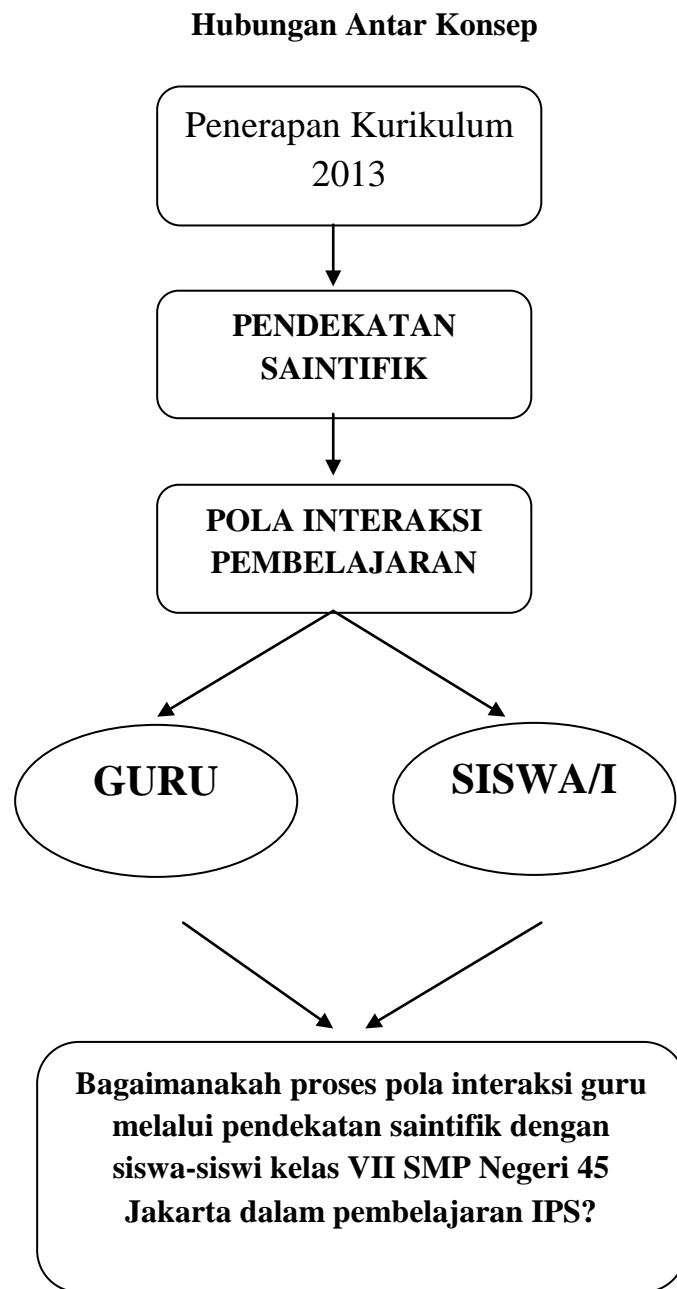 Hubungan Antar Konsep
Penerapan Kurikulum
2013
PENDEKATAN
SAINTIFIK
POLA INTERAKSI
PEMBELAJARAN
GURU
SISWA/I
Bagaimanakah proses pola interaksi guru
melalui pendekatan saintifik dengan
siswa-siswi kelas VII SMP Negeri 45
Jakarta dalam pembelajaran IPS?